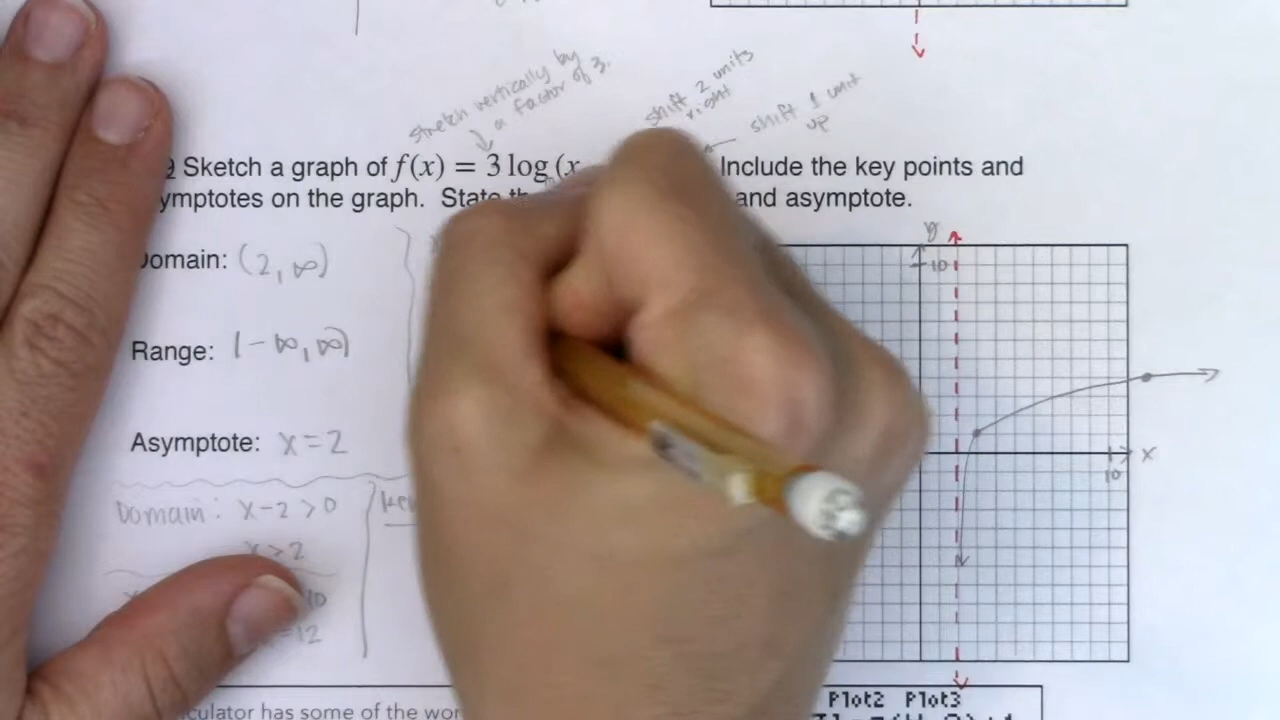 stretch vertically by
a factor of 3.
shift 2 units
right
shift 1 unit
up
Sketch a graph of f(x) = 3 log (x Include the key points and
ymptotes on the graph. State and asymptote.
Domain: (2, ∞)
Range: (-∞, ∞)
Asymptote: x = 2
Domain: x-2 > 0
x > 2
10
=12
y
10
x
10
culator has some of the
Plot2 Plot3